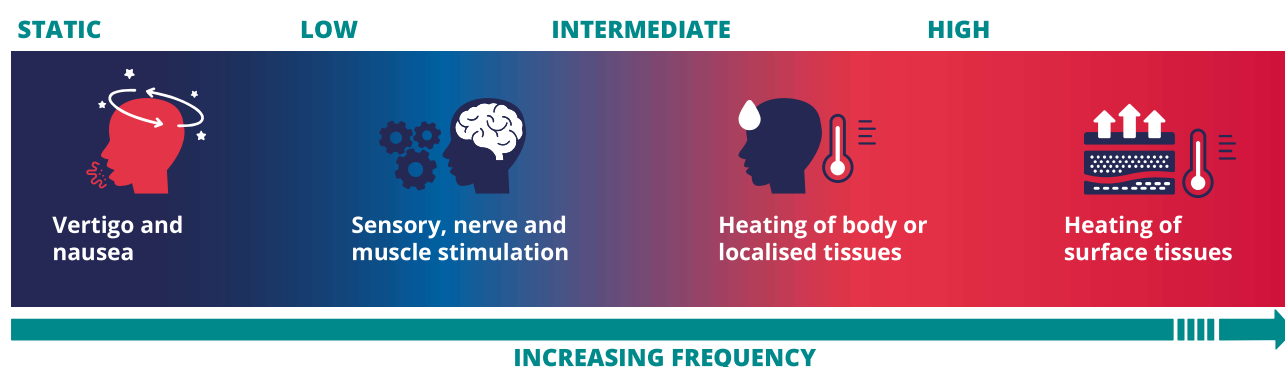 STATIC LOW INTERMEDIATE HIGH
Vertigo and
nausea
Sensory, nerve and
muscle stimulation
Heating of body or
localised tissues
Heating of
surface tissues
INCREASING FREQUENCY